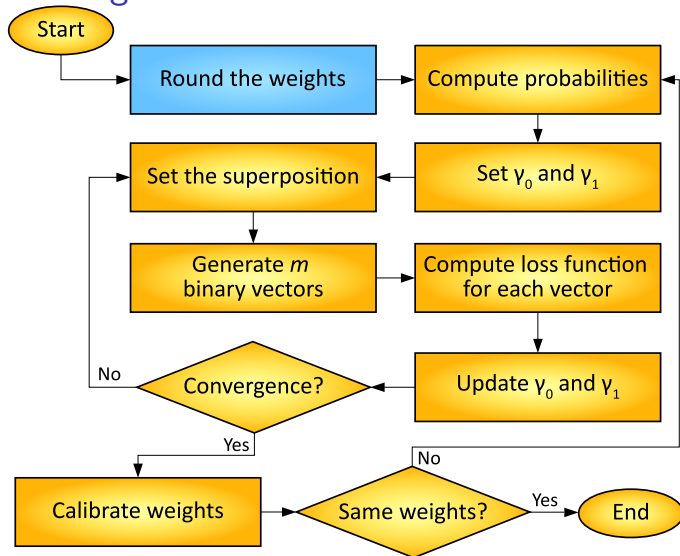 Start
Round the weights
Compute probabilities
Set the superposition
Set γ₀ and γ₁
Generate m
binary vectors
Compute loss function
for each vector
No
Convergence?
Update γ₀ and γ₁
Yes
No
Calibrate weights
Same weights?
Yes
End